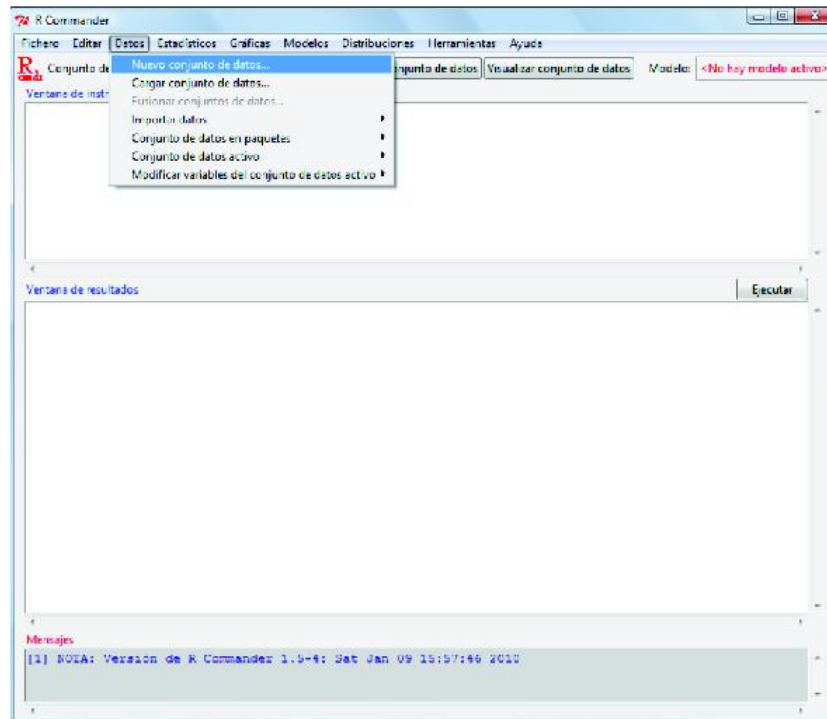 R Commander
Fichero Editar Datos Estadísticos Gráficas Modelos Distribuciones Herramientas Ayuda
R Conjunto de Nuevo conjunto de datos... conjunto de datos Visualizar conjunto de datos Modelo: <No hay modelo activo>
Cargar conjunto de datos...
Ventana de instr
Fusionar conjuntos de datos...
Importar datos
Conjunto de datos en paquetes
Conjunto de datos activo
Modificar variables del conjunto de datos activo
Ventana de resultados Ejecutar
Mensajes
[1] NOTA: Versión de R Commander 1.5-4: Sat Jan 09 15:57:46 2010